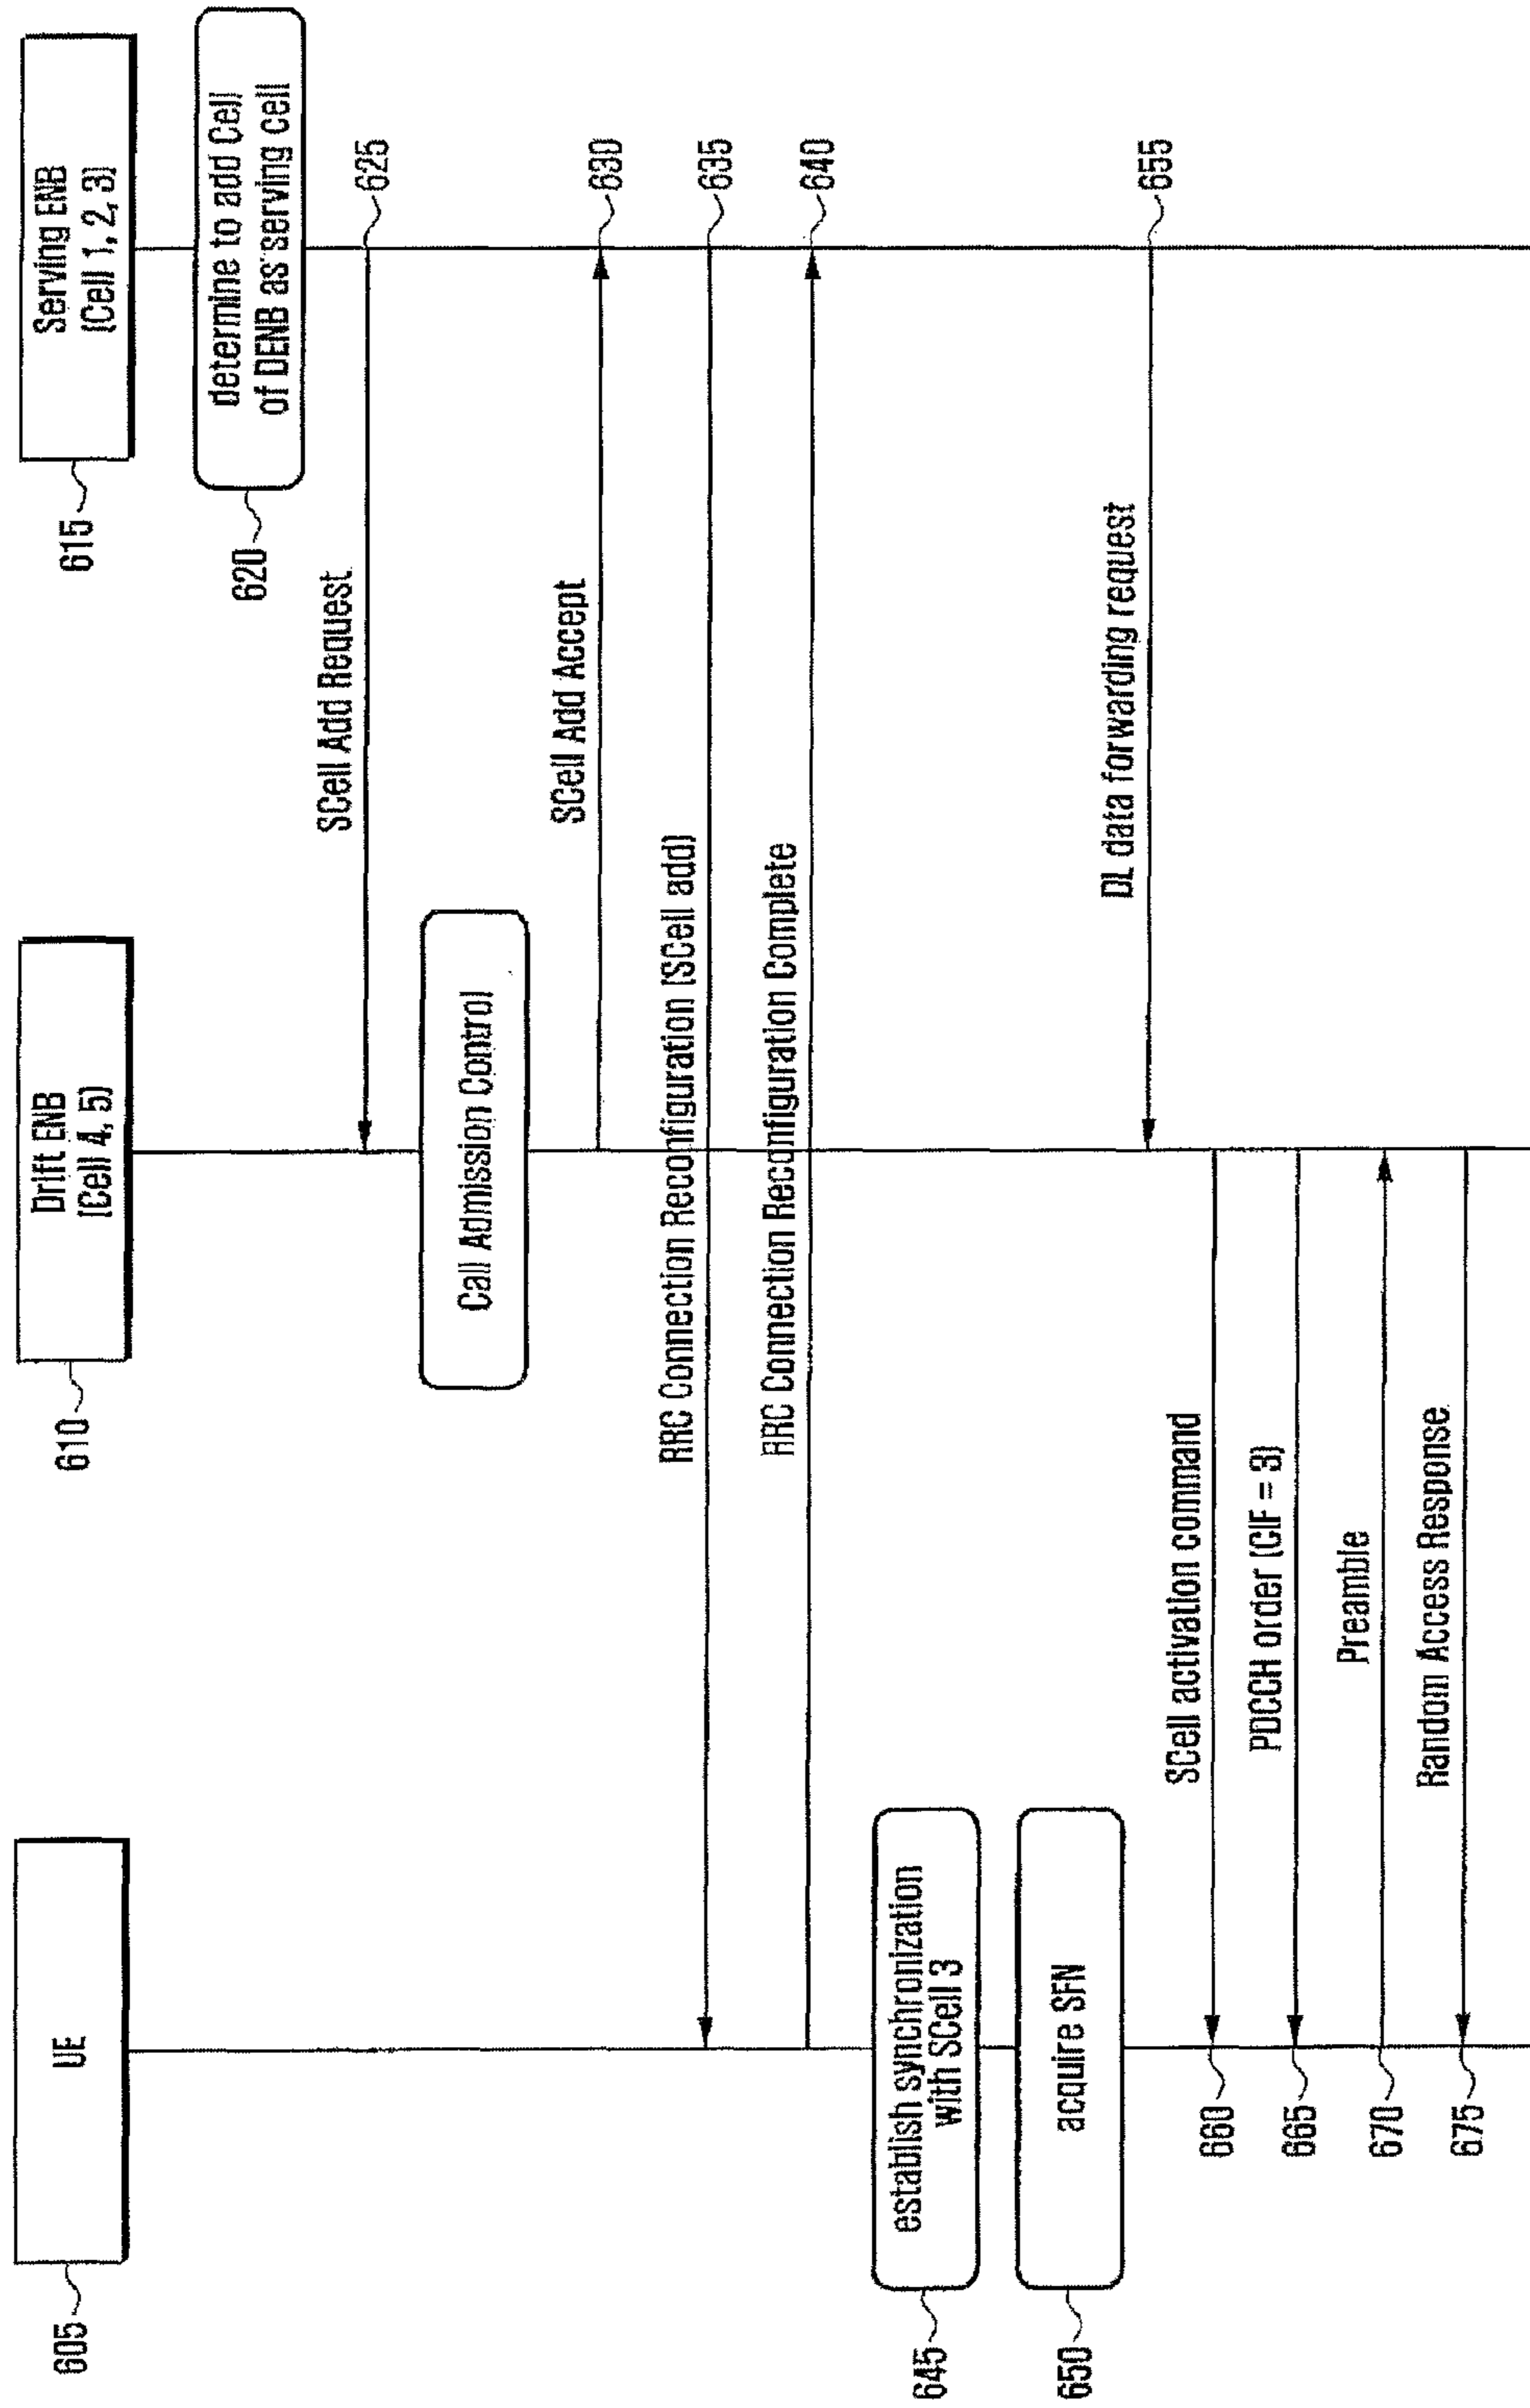 605
UE
610
Drift ENB
(Cell 4, 5)
615
Serving ENB
(Cell 1, 2, 3)
620
determine to add Cell
of DENB as serving cell
SCell Add Request
625
Call Admission Control
SCell Add Accept
630
RRC Connection Reconfiguration (SCell add)
635
RRC Connection Reconfiguration Complete
640
645
establish synchronization
with SCell 3
650
acquire SFN
DL data forwarding request
655
660
SCell activation command
665
PDCCH order (CIF = 3)
670
Preamble
675
Random Access Response